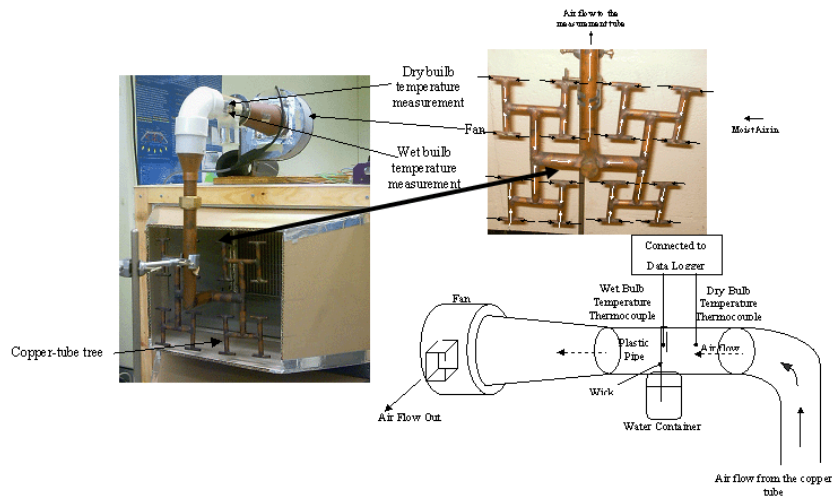 Air flow to the
measurement tube
Dry builb
temperature
measurement
Fan
Moist Air in
Wet builb
temperature
measurement
Connected to
Data Logger
Fan
Wet Bulb
Temperature
Thermocouple
Dry Bulb
Temperature
Thermocouple
Copper-tube tree
Plastic
Pipe
Air flow
Wick
Air Flow Out
Water Container
Air flow from the copper
tube